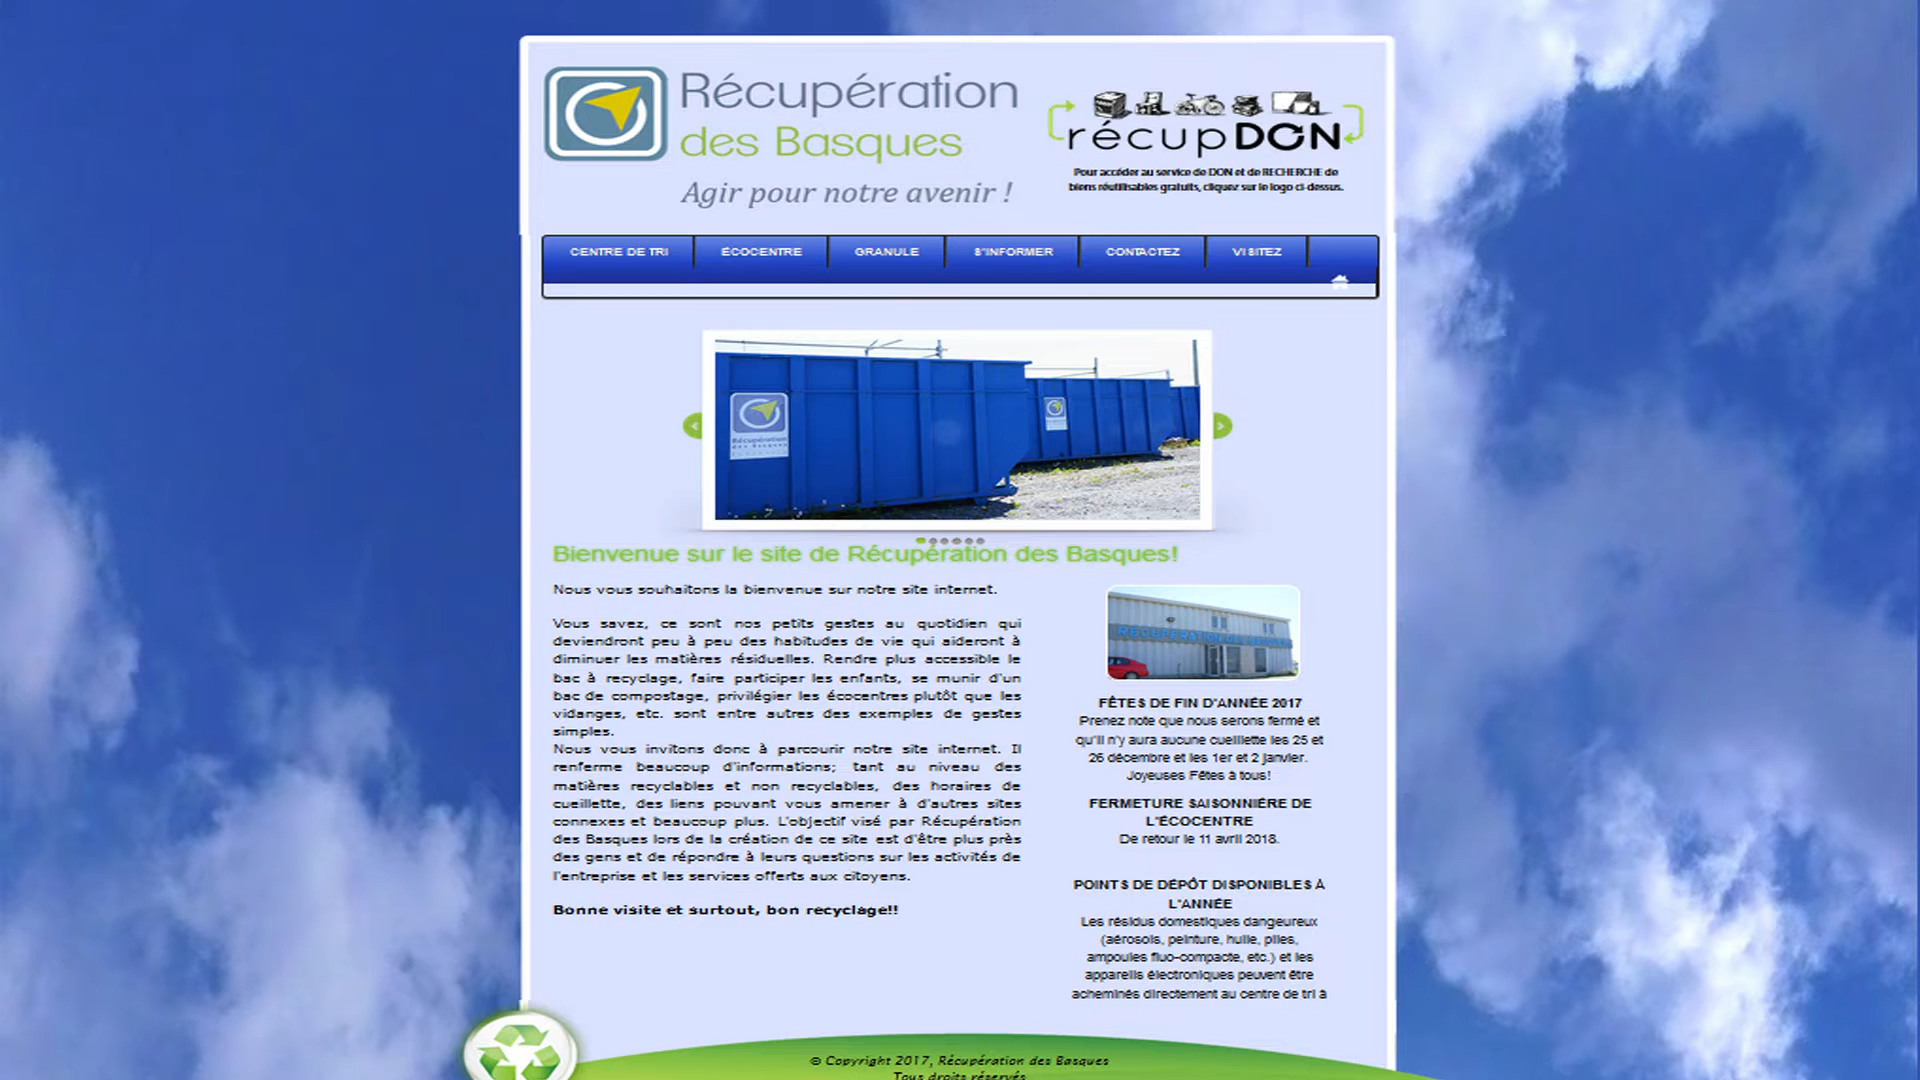 Récupération
des Basques
Agir pour notre avenir !
récupDON
Pour accéder au service de DON et de RECHERCHE de
biens réutilisables gratuits, cliquez sur le logo ci-dessus.
CENTRE DE TRI
ÉCOCENTRE
GRANULE
S'INFORMER
CONTACTEZ
VISITEZ
Récupération
des Basques
Bienvenue sur le site de Récupération des Basques!
Nous vous souhaitons la bienvenue sur notre site internet.
Vous savez, ce sont nos petits gestes au quotidien qui
deviendront peu à peu des habitudes de vie qui aideront à
diminuer les matières résiduelles. Rendre plus accessible le
bac à recyclage, faire participer les enfants, se munir d'un
bac de compostage, privilégier les écocentres plutôt que les
vidanges, etc. sont entre autres des exemples de gestes
simples.
Nous vous invitons donc à parcourir notre site internet. Il
renferme beaucoup d'informations; tant au niveau des
matières recyclables et non recyclables, des horaires de
cueillette, des liens pouvant vous amener à d'autres sites
connexes et beaucoup plus. L'objectif visé par Récupération
des Basques lors de la création de ce site est d'être plus près
des gens et de répondre à leurs questions sur les activités de
l'entreprise et les services offerts aux citoyens.
Bonne visite et surtout, bon recyclage!!
RÉCUPÉRATION DES BASQUES
FÊTES DE FIN D'ANNÉE 2017
Prenez note que nous serons fermé et
qu'il n'y aura aucune cueillette les 25 et
26 décembre et les 1er et 2 janvier.
Joyeuses Fêtes à tous!
FERMETURE SAISONNIÈRE DE
L'ÉCOCENTRE
De retour le 11 avril 2018.
POINTS DE DÉPÔT DISPONIBLES À
L'ANNÉE
Les résidus domestiques dangeureux
(aérosols, peinture, huile, piles,
ampoules fluo-compacte, etc.) et les
appareils électroniques peuvent être
acheminés directement au centre de tri à
© Copyright 2017, Récupération des Basques
Tous droits réservés